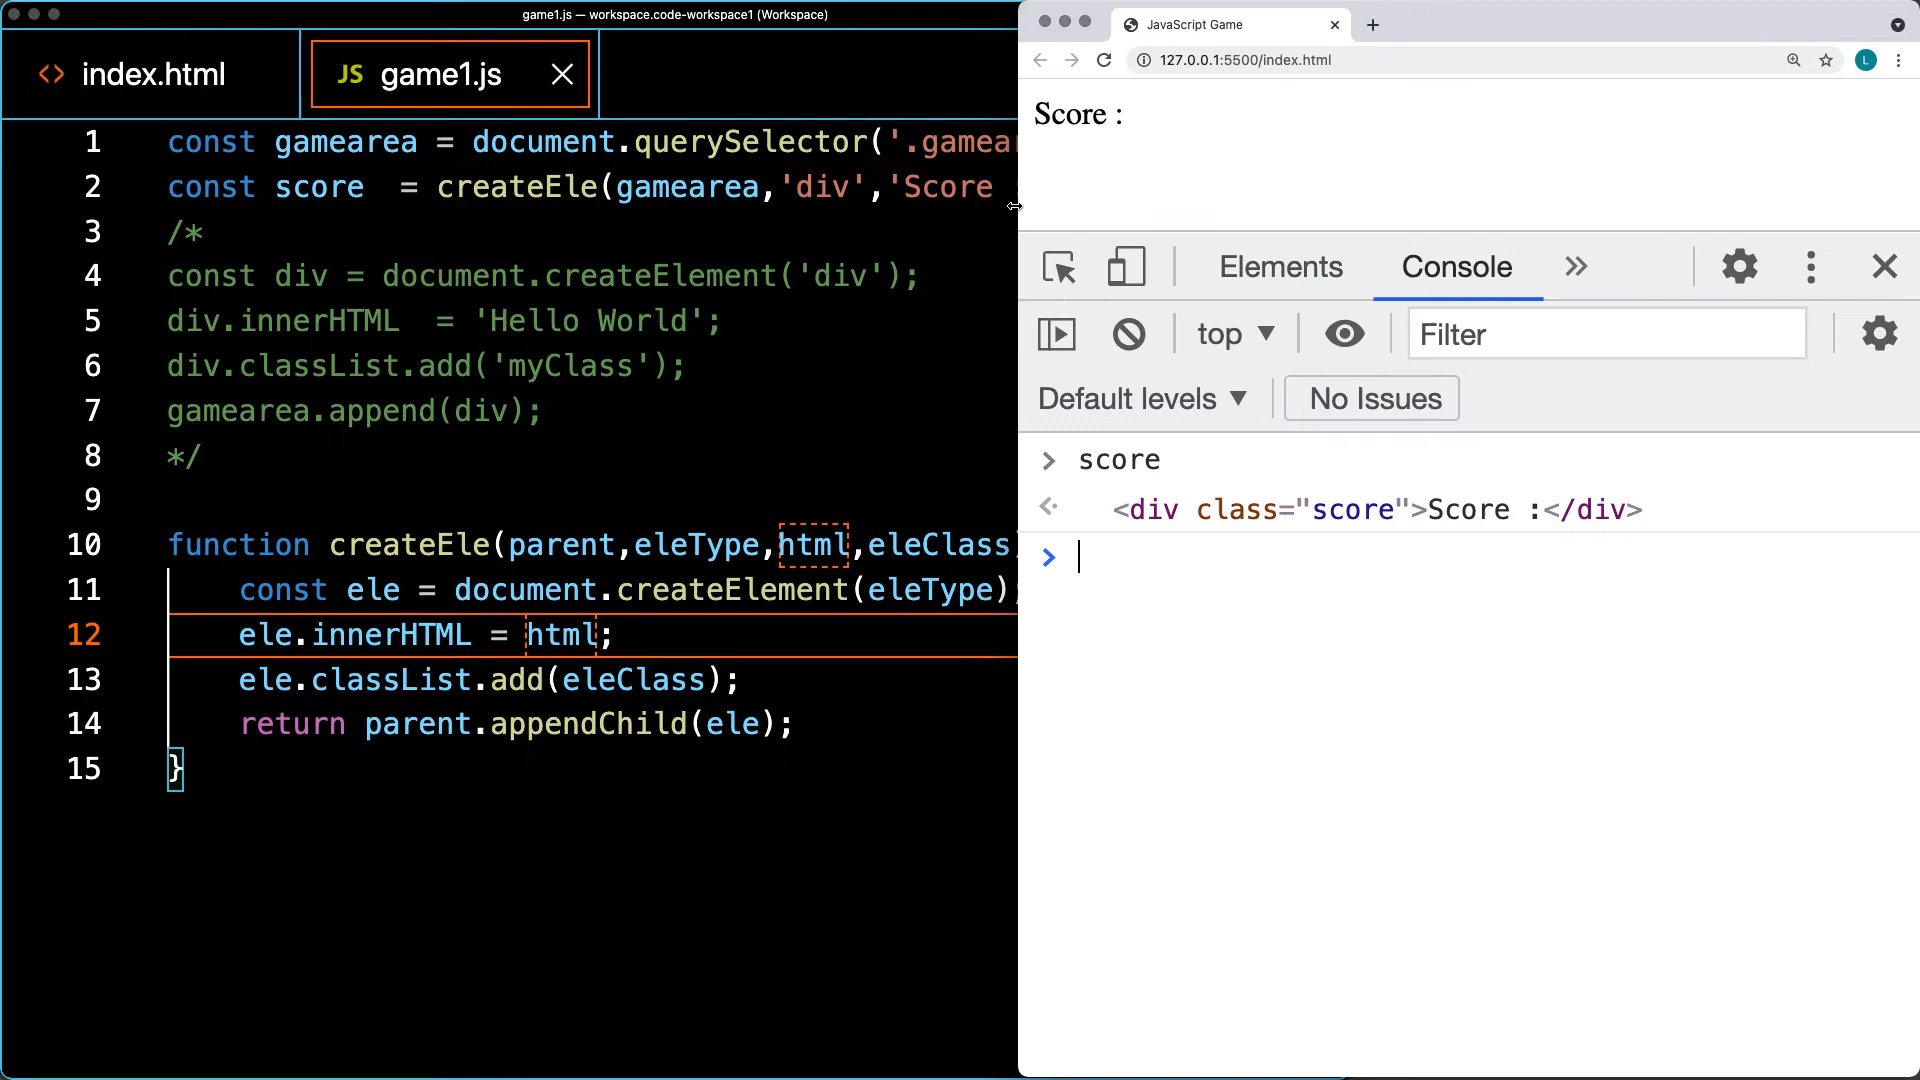 game1.js — workspace.code-workspace1 (Workspace)
<> index.html
JS game1.js
1 const gamearea = document.querySelector('.gamear
2 const score  = createEle(gamearea,'div','Score
3 /*
4 const div = document.createElement('div');
5 div.innerHTML  = 'Hello World';
6 div.classList.add('myClass');
7 gamearea.append(div);
8 */
9
10 function createEle(parent,eleType,html,eleClass)
11 const ele = document.createElement(eleType);
12 ele.innerHTML = html;
13 ele.classList.add(eleClass);
14 return parent.appendChild(ele);
15 }
JavaScript Game
127.0.0.1:5500/index.html
L
Score :
Elements Console
top Filter
Default levels No Issues
> score
<div class="score">Score :</div>
>